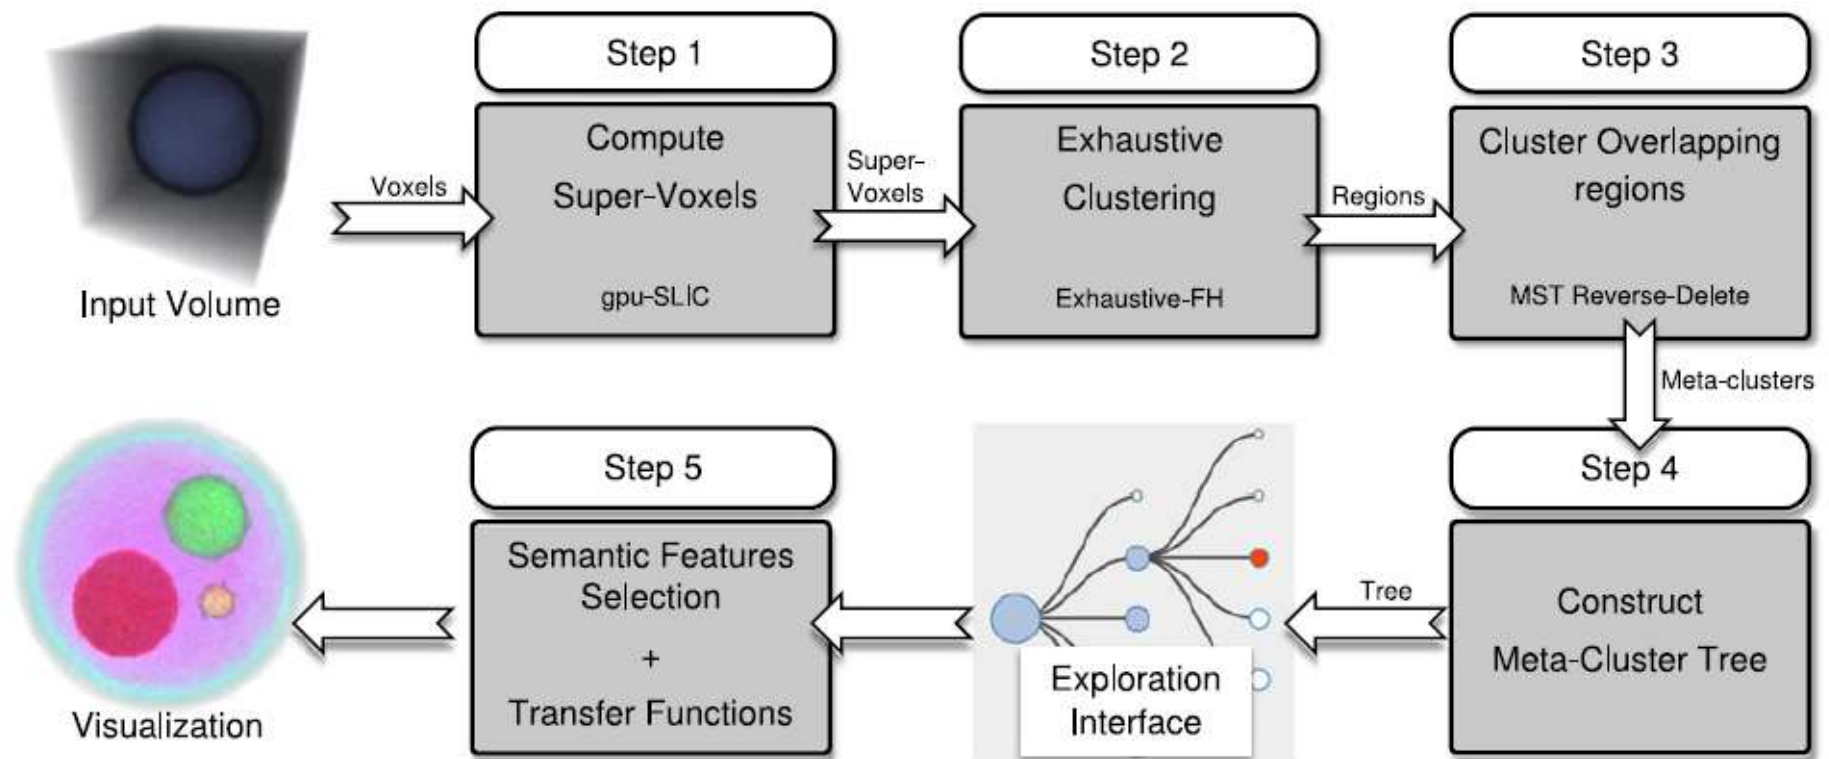 Step 1
Step 2
Step 3
Compute
Super-Voxels
gpu-SLIC
Exhaustive
Clustering
Exhaustive-FH
Cluster Overlapping
regions
MST Reverse-Delete
Voxels
Super-
Voxels
Regions
Input Volume
Meta-clusters
Step 4
Construct
Meta-Cluster Tree
Tree
Exploration
Interface
Step 5
Semantic Features
Selection
+
Transfer Functions
Visualization